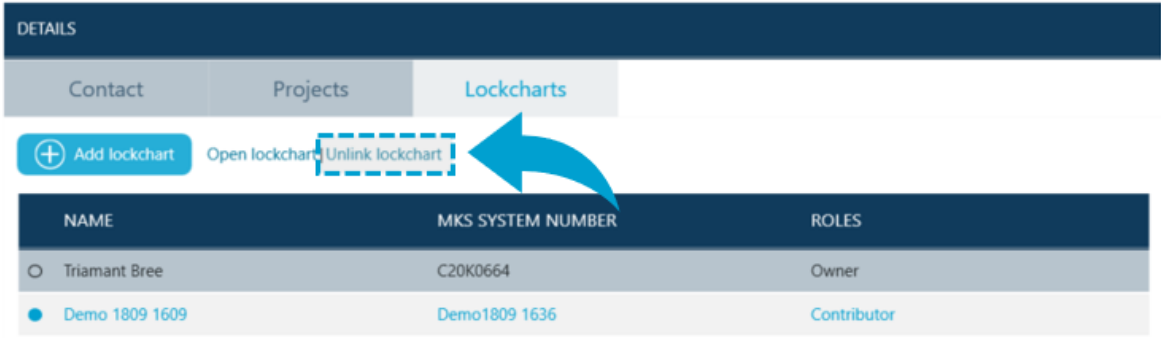 DETAILS
Contact Projects Lockcharts
Add lockchart Open lockchart Unlink lockchart
NAME MKS SYSTEM NUMBER ROLES
Triamant Bree C20K0664 Owner
Demo 1809 1609 Demo1809 1636 Contributor